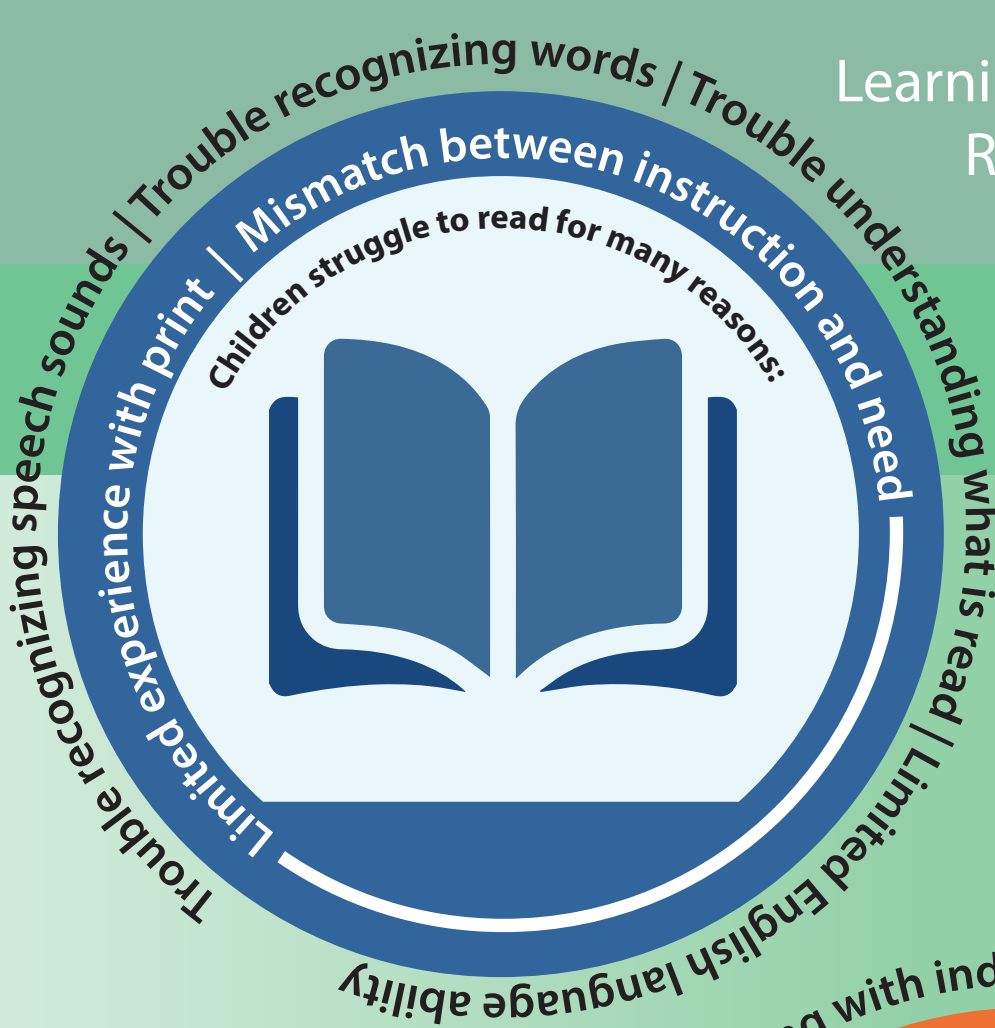 Learni
R
Trouble recognizing speech sounds | Trouble recognizing words | Trouble understanding what is read | Limited English language ability
Limited experience with print | Mismatch between instruction and need
Children struggle to read for many reasons:
with ind